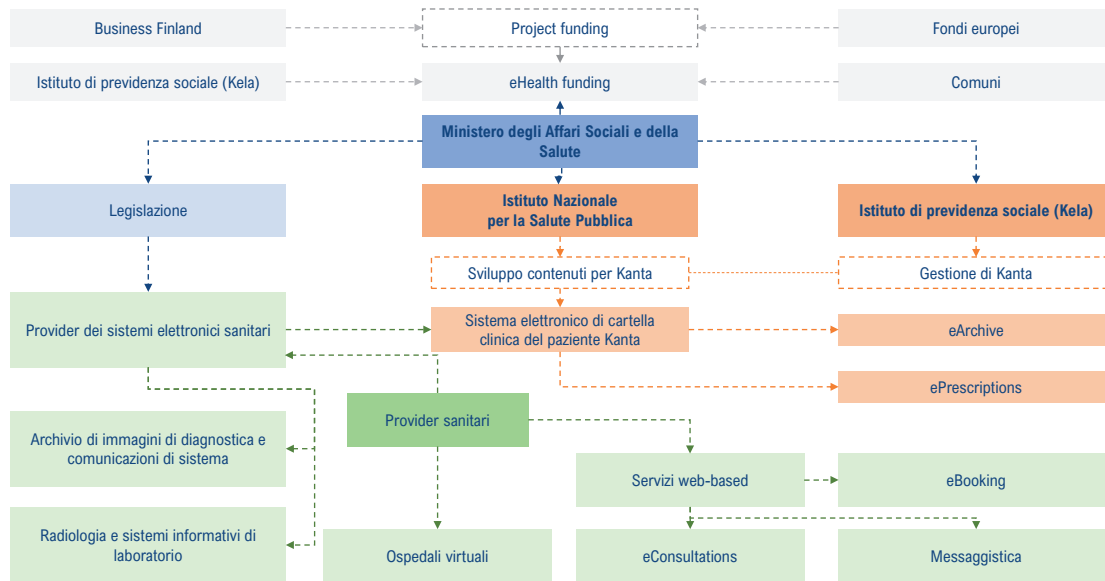 Business Finland
Project funding
Fondi europei
Istituto di previdenza sociale (Kela)
eHealth funding
Comuni
Ministero degli Affari Sociali e della
Salute
Legislazione
Istituto Nazionale
per la Salute Pubblica
Istituto di previdenza sociale (Kela)
Sviluppo contenuti per Kanta
Gestione di Kanta
Provider dei sistemi elettronici sanitari
Sistema elettronico di cartella
clinica del paziente Kanta
eArchive
ePrescriptions
Provider sanitari
Archivio di immagini di diagnostica e
comunicazioni di sistema
Servizi web-based
eBooking
Radiologia e sistemi informativi di
laboratorio
Ospedali virtuali
eConsultations
Messaggistica